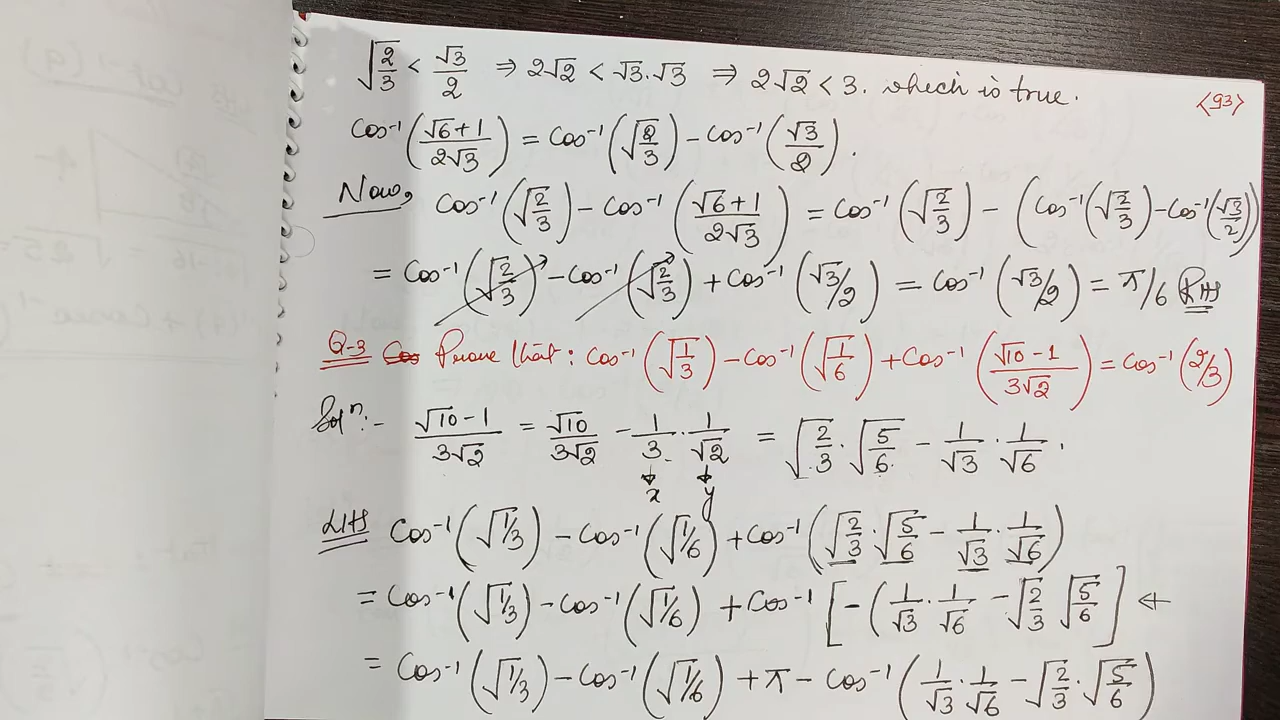 √(2/3) < √3/2 ⇒ 2√2 < √3.√3 ⇒ 2√2 < 3. which is true.
<93>
Cos⁻¹((√6+1)/(2√3)) = Cos⁻¹(√(2/3)) − Cos⁻¹(√3/2).
Now, Cos⁻¹(√(2/3)) − Cos⁻¹((√6+1)/(2√3)) = Cos⁻¹(√(2/3)) − (Cos⁻¹(√(2/3)) − Cos⁻¹(√3/2))
= Cos⁻¹(√(2/3)) − Cos⁻¹(√(2/3)) + Cos⁻¹(√3/2) = Cos⁻¹(√3/2) = π/6 RHS
Q-3 Prove that: Cos⁻¹(√(1/3)) − Cos⁻¹(√(1/6)) + Cos⁻¹((√10−1)/(3√2)) = Cos⁻¹(2/3)
Solⁿ:- (√10−1)/(3√2) = √10/(3√2) − 1/3 · 1/√2 = √(2/3) · √(5/6) − 1/√3 · 1/√6.
x y
LHS Cos⁻¹(√(1/3)) − Cos⁻¹(√(1/6)) + Cos⁻¹(√(2/3) · √(5/6) − 1/√3 · 1/√6)
= Cos⁻¹(√(1/3)) − Cos⁻¹(√(1/6)) + Cos⁻¹[−(1/√3 · 1/√6 − √(2/3) √(5/6)] ⇐
= Cos⁻¹(√(1/3)) − Cos⁻¹(√(1/6)) + π − Cos⁻¹(1/√3 · 1/√6 − √(2/3) · √(5/6))